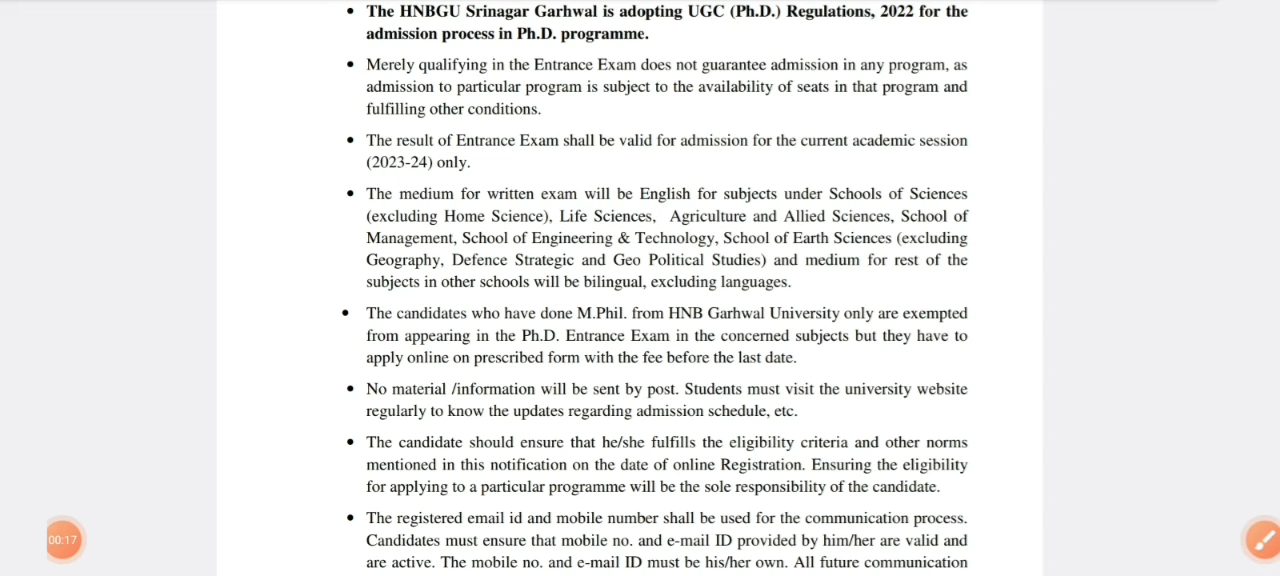 • The HNBGU Srinagar Garhwal is adopting UGC (Ph.D.) Regulations, 2022 for the
admission process in Ph.D. programme.
• Merely qualifying in the Entrance Exam does not guarantee admission in any program, as
admission to particular program is subject to the availability of seats in that program and
fulfilling other conditions.
• The result of Entrance Exam shall be valid for admission for the current academic session
(2023-24) only.
• The medium for written exam will be English for subjects under Schools of Sciences
(excluding Home Science), Life Sciences, Agriculture and Allied Sciences, School of
Management, School of Engineering & Technology, School of Earth Sciences (excluding
Geography, Defence Strategic and Geo Political Studies) and medium for rest of the
subjects in other schools will be bilingual, excluding languages.
• The candidates who have done M.Phil. from HNB Garhwal University only are exempted
from appearing in the Ph.D. Entrance Exam in the concerned subjects but they have to
apply online on prescribed form with the fee before the last date.
• No material /information will be sent by post. Students must visit the university website
regularly to know the updates regarding admission schedule, etc.
• The candidate should ensure that he/she fulfills the eligibility criteria and other norms
mentioned in this notification on the date of online Registration. Ensuring the eligibility
for applying to a particular programme will be the sole responsibility of the candidate.
• The registered email id and mobile number shall be used for the communication process.
Candidates must ensure that mobile no. and e-mail ID provided by him/her are valid and
are active. The mobile no. and e-mail ID must be his/her own. All future communication
00:17